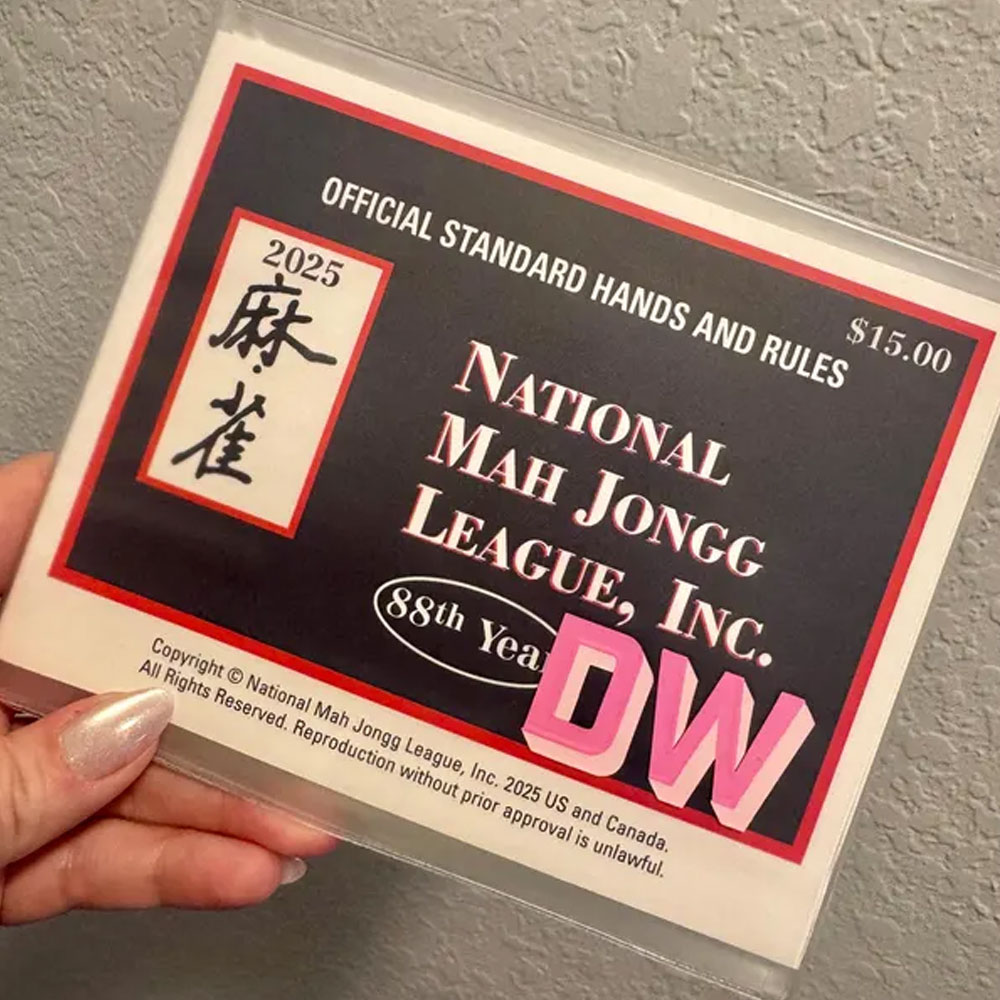 OFFICIAL STANDARD HANDS AND RULES
$15.00
2025
麻
雀
NATIONAL
MAH JONGG
LEAGUE, INC.
88th Year
DW
Copyright © National Mah Jongg League, Inc. 2025 US and Canada.
All Rights Reserved. Reproduction without prior approval is unlawful.